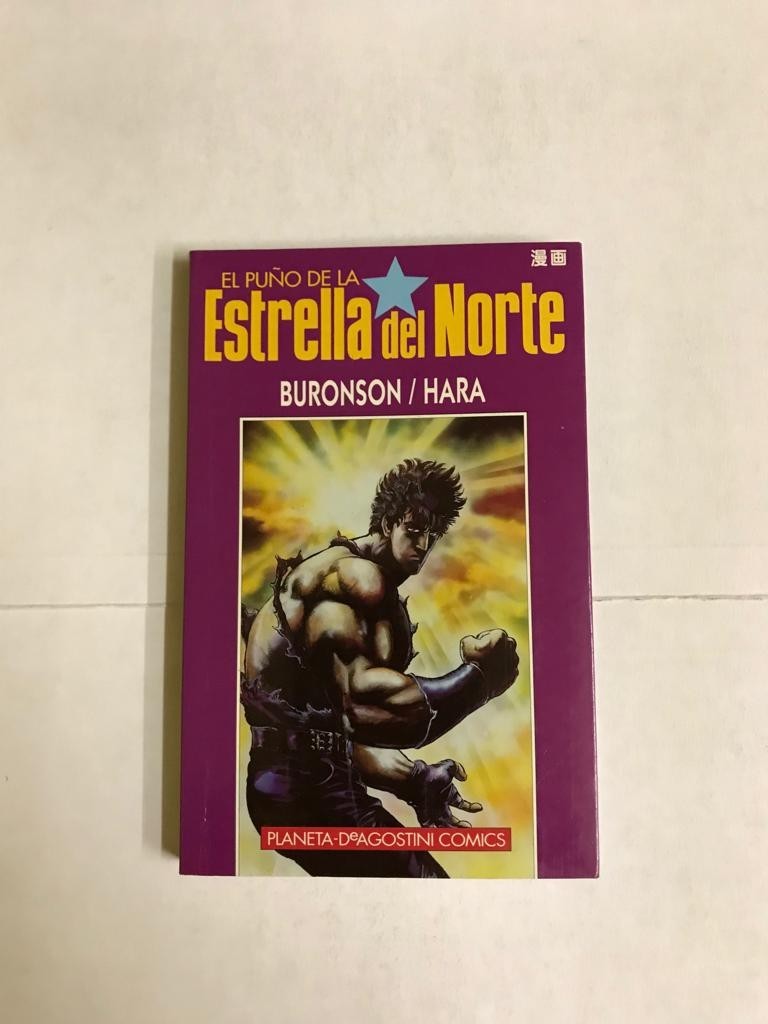 漫画
EL PUÑO DE LA
Estrella del Norte
BURONSON / HARA
PLANETA-DeAGOSTINI COMICS